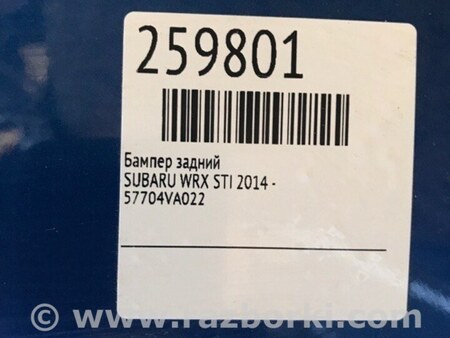 259801
Бампер задний
SUBARU WRX STI 2014 -
57704VA022
© www.razborki.com